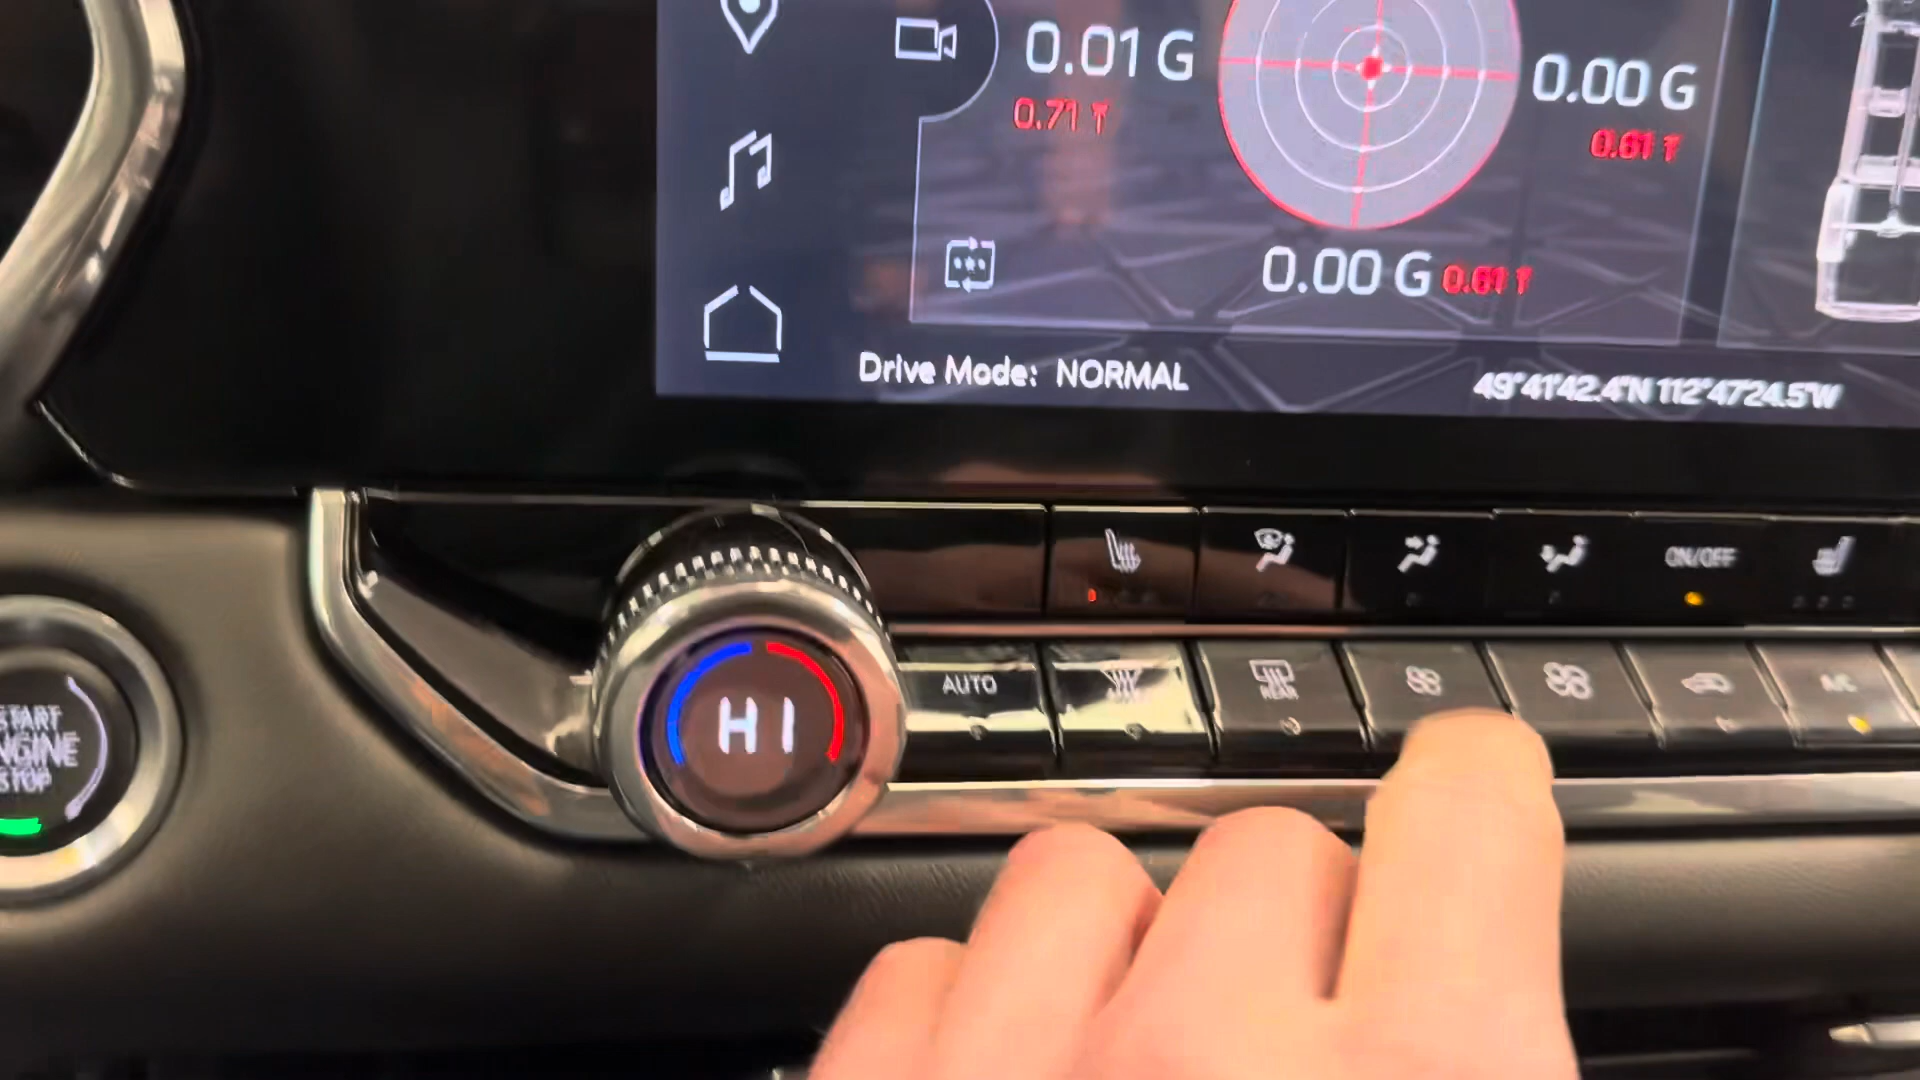 0.01 G
0.71
0.00 G
0.61
0.00 G 0.61
Drive Mode: NORMAL
49°41'42.4"N 112°47'24.5"W
ON/OFF
START
ENGINE
STOP
HI
AUTO
REAR
A/C